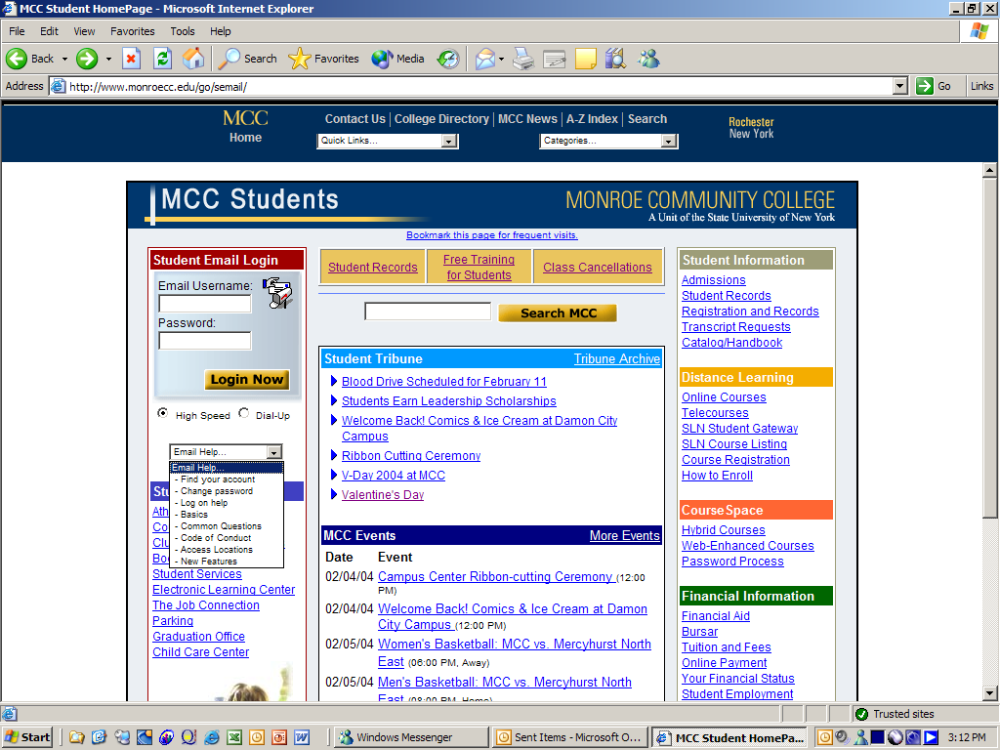 MCC Student HomePage - Microsoft Internet Explorer
File Edit View Favorites Tools Help
Back Search Favorites Media
Address http://www.monroecc.edu/go/semail/ Go Links
MCC
Home
Contact Us | College Directory | MCC News | A-Z Index | Search
Quick Links... Categories...
Rochester
New York
MCC Students
MONROE COMMUNITY COLLEGE
A Unit of the State University of New York
Bookmark this page for frequent visits.
Student Email Login
Email Username:
Password:
Login Now
High Speed Dial-Up
Email Help...
Email Help...
- Find your account
- Change password
- Log on help
- Basics
- Common Questions
- Code of Conduct
- Access Locations
- New Features
Student Services
Electronic Learning Center
The Job Connection
Parking
Graduation Office
Child Care Center
Student Records
Free Training
for Students
Class Cancellations
Search MCC
Student Tribune Tribune Archive
Blood Drive Scheduled for February 11
Students Earn Leadership Scholarships
Welcome Back! Comics & Ice Cream at Damon City
Campus
Ribbon Cutting Ceremony
V-Day 2004 at MCC
Valentine's Day
MCC Events More Events
Date Event
02/04/04 Campus Center Ribbon-cutting Ceremony (12:00
PM)
02/04/04 Welcome Back! Comics & Ice Cream at Damon
City Campus (12:00 PM)
02/05/04 Women's Basketball: MCC vs. Mercyhurst North
East (06:00 PM, Away)
02/05/04 Men's Basketball: MCC vs. Mercyhurst North
East (08:00 PM, Home)
Student Information
Admissions
Student Records
Registration and Records
Transcript Requests
Catalog/Handbook
Distance Learning
Online Courses
Telecourses
SLN Student Gateway
SLN Course Listing
Course Registration
How to Enroll
CourseSpace
Hybrid Courses
Web-Enhanced Courses
Password Process
Financial Information
Financial Aid
Bursar
Tuition and Fees
Online Payment
Your Financial Status
Student Employment
Trusted sites
Start Windows Messenger Sent Items - Microsoft O... MCC Student HomePa... 3:12 PM